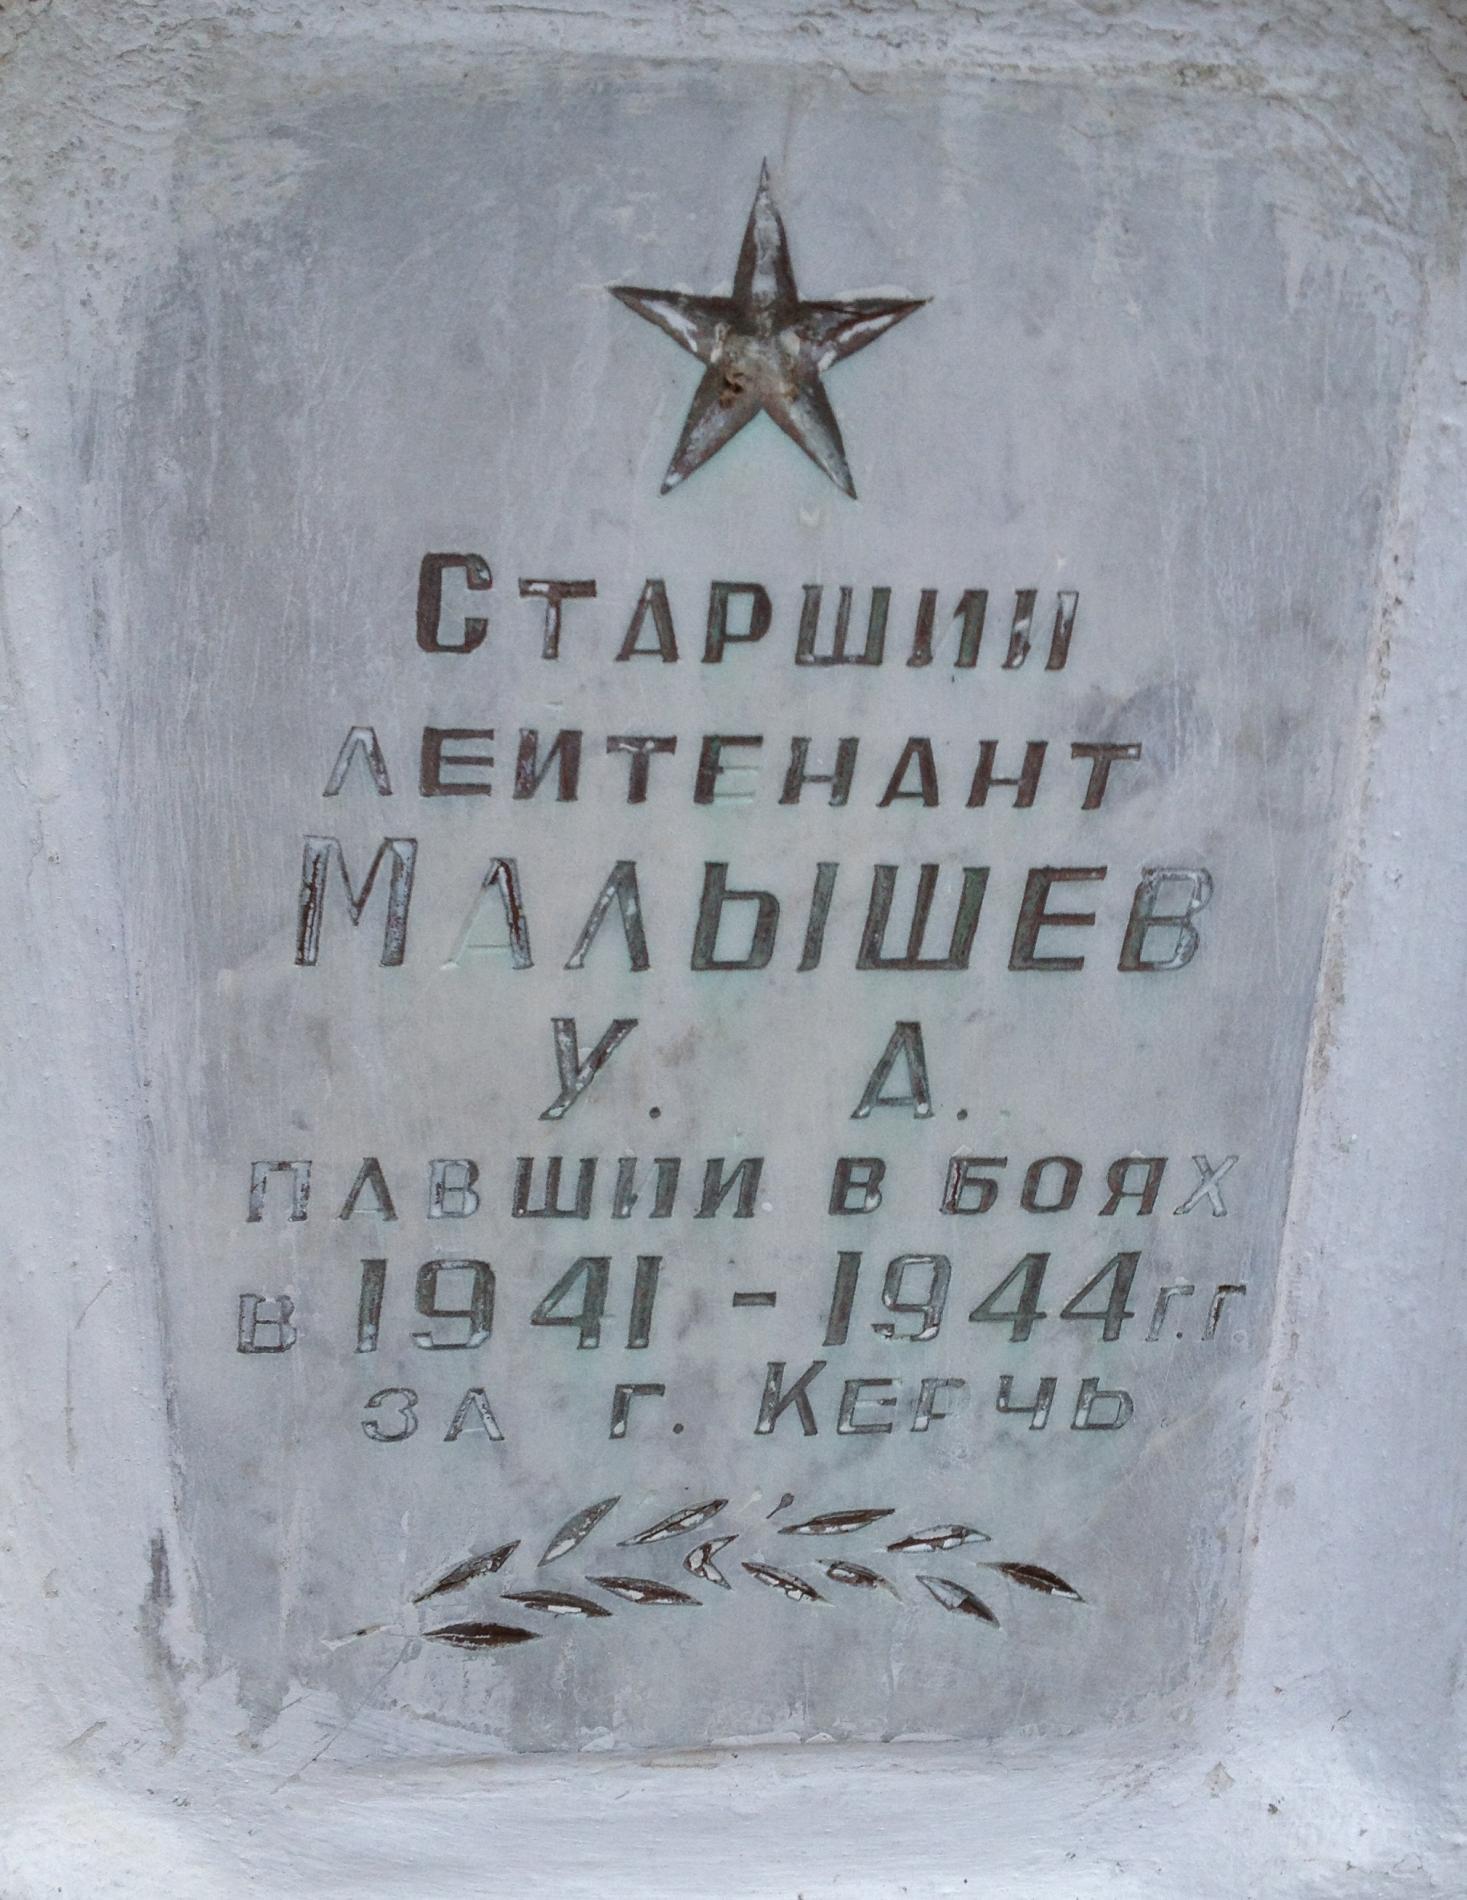 Старший
лейтенант
Малышев
У. А.
павший в боях
в 1941 - 1944 г.г.
за г. Керчь